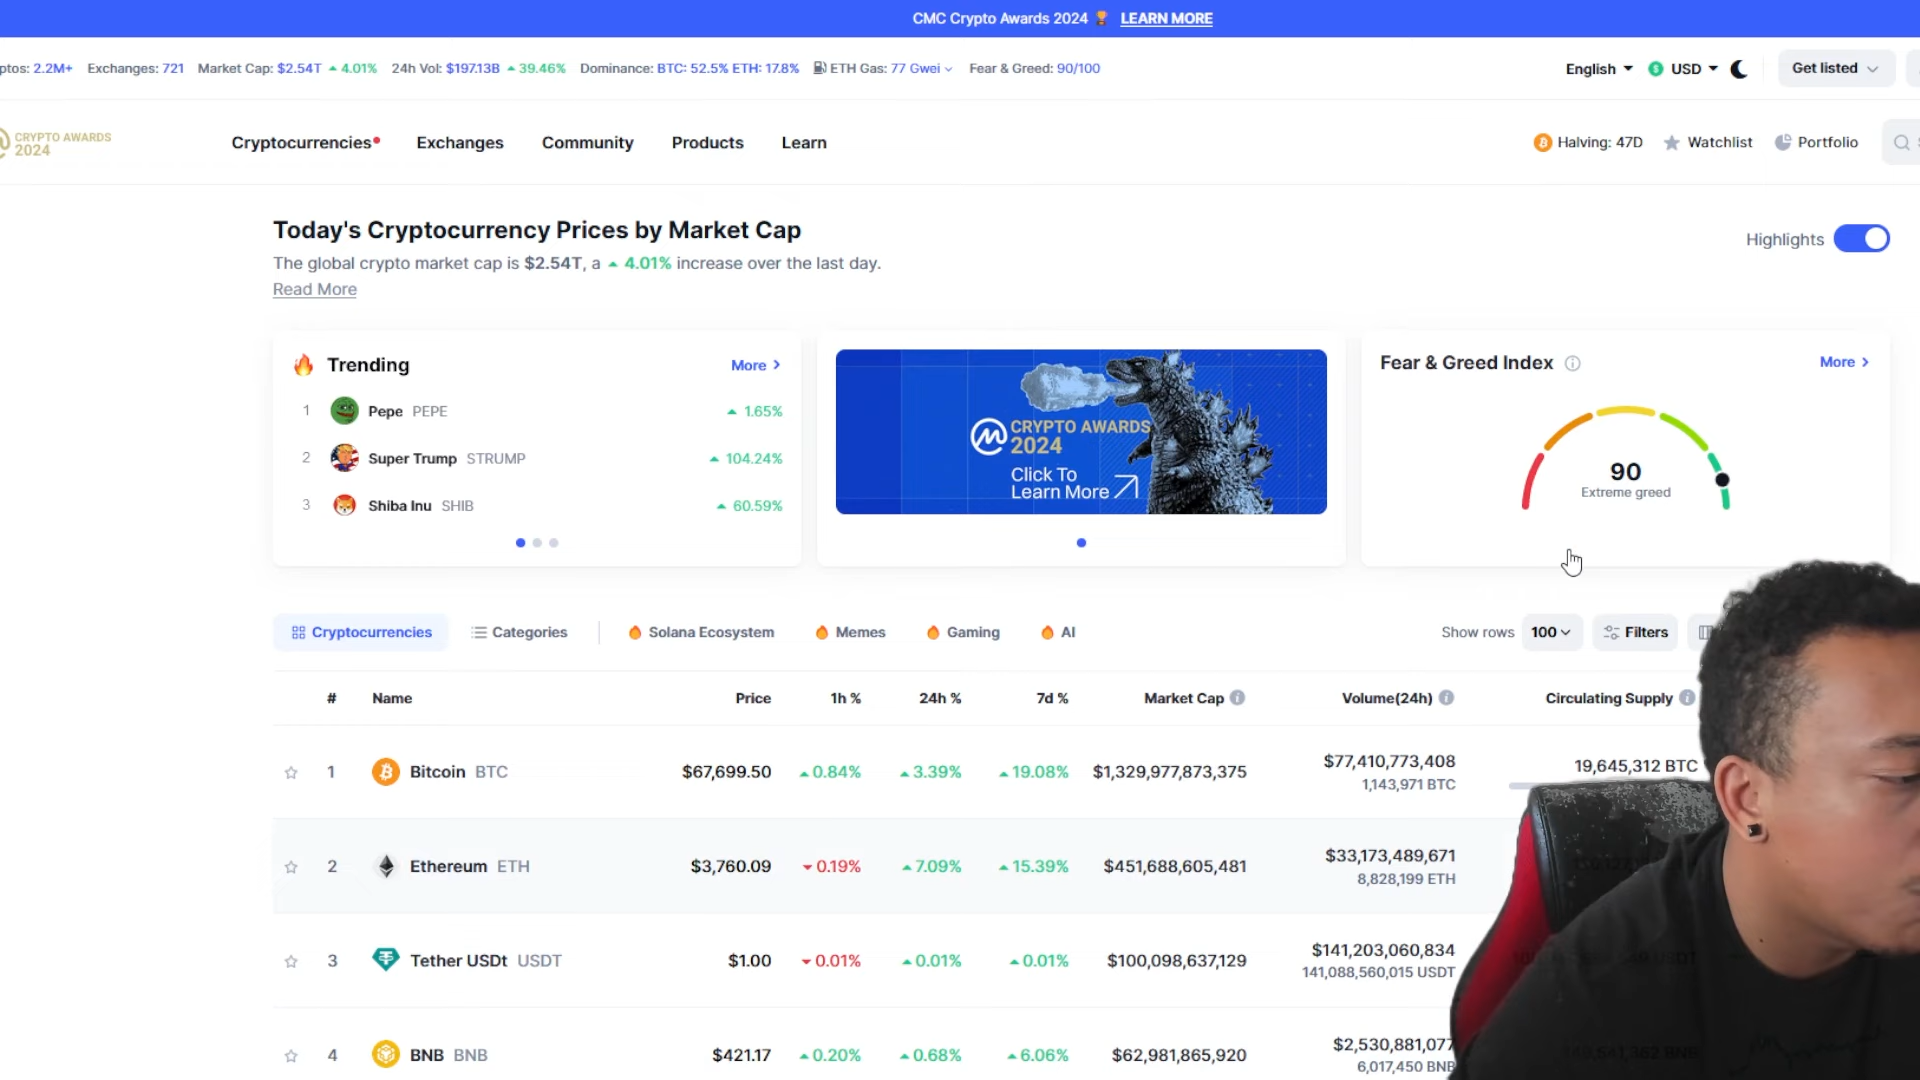 CMC Crypto Awards 2024 🏆 LEARN MORE
ptos: 2.2M+ Exchanges: 721 Market Cap: $2.54T 4.01% 24h Vol: $197.13B 39.46% Dominance: BTC: 52.5% ETH: 17.8% ETH Gas: 77 Gwei Fear & Greed: 90/100
English USD Get listed
CRYPTO AWARDS
2024
Cryptocurrencies Exchanges Community Products Learn
Halving: 47D Watchlist Portfolio
Today's Cryptocurrency Prices by Market Cap
The global crypto market cap is $2.54T, a 4.01% increase over the last day.
Read More
Highlights
Trending More
1 Pepe PEPE 1.65%
2 Super Trump STRUMP 104.24%
3 Shiba Inu SHIB 60.59%
CRYPTO AWARDS
2024
Click To
Learn More
Fear & Greed Index More
90
Extreme greed
Cryptocurrencies Categories Solana Ecosystem Memes Gaming AI
Show rows 100 Filters
# Name Price 1h % 24h % 7d % Market Cap Volume(24h) Circulating Supply
1 Bitcoin BTC $67,699.50 0.84% 3.39% 19.08% $1,329,977,873,375 $77,410,773,408 19,645,312 BTC
1,143,971 BTC
2 Ethereum ETH $3,760.09 0.19% 7.09% 15.39% $451,688,605,481 $33,173,489,671
8,828,199 ETH
3 Tether USDt USDT $1.00 0.01% 0.01% 0.01% $100,098,637,129 $141,203,060,834
141,088,560,015 USDT
4 BNB BNB $421.17 0.20% 0.68% 6.06% $62,981,865,920 $2,530,881,077
6,017,450 BNB